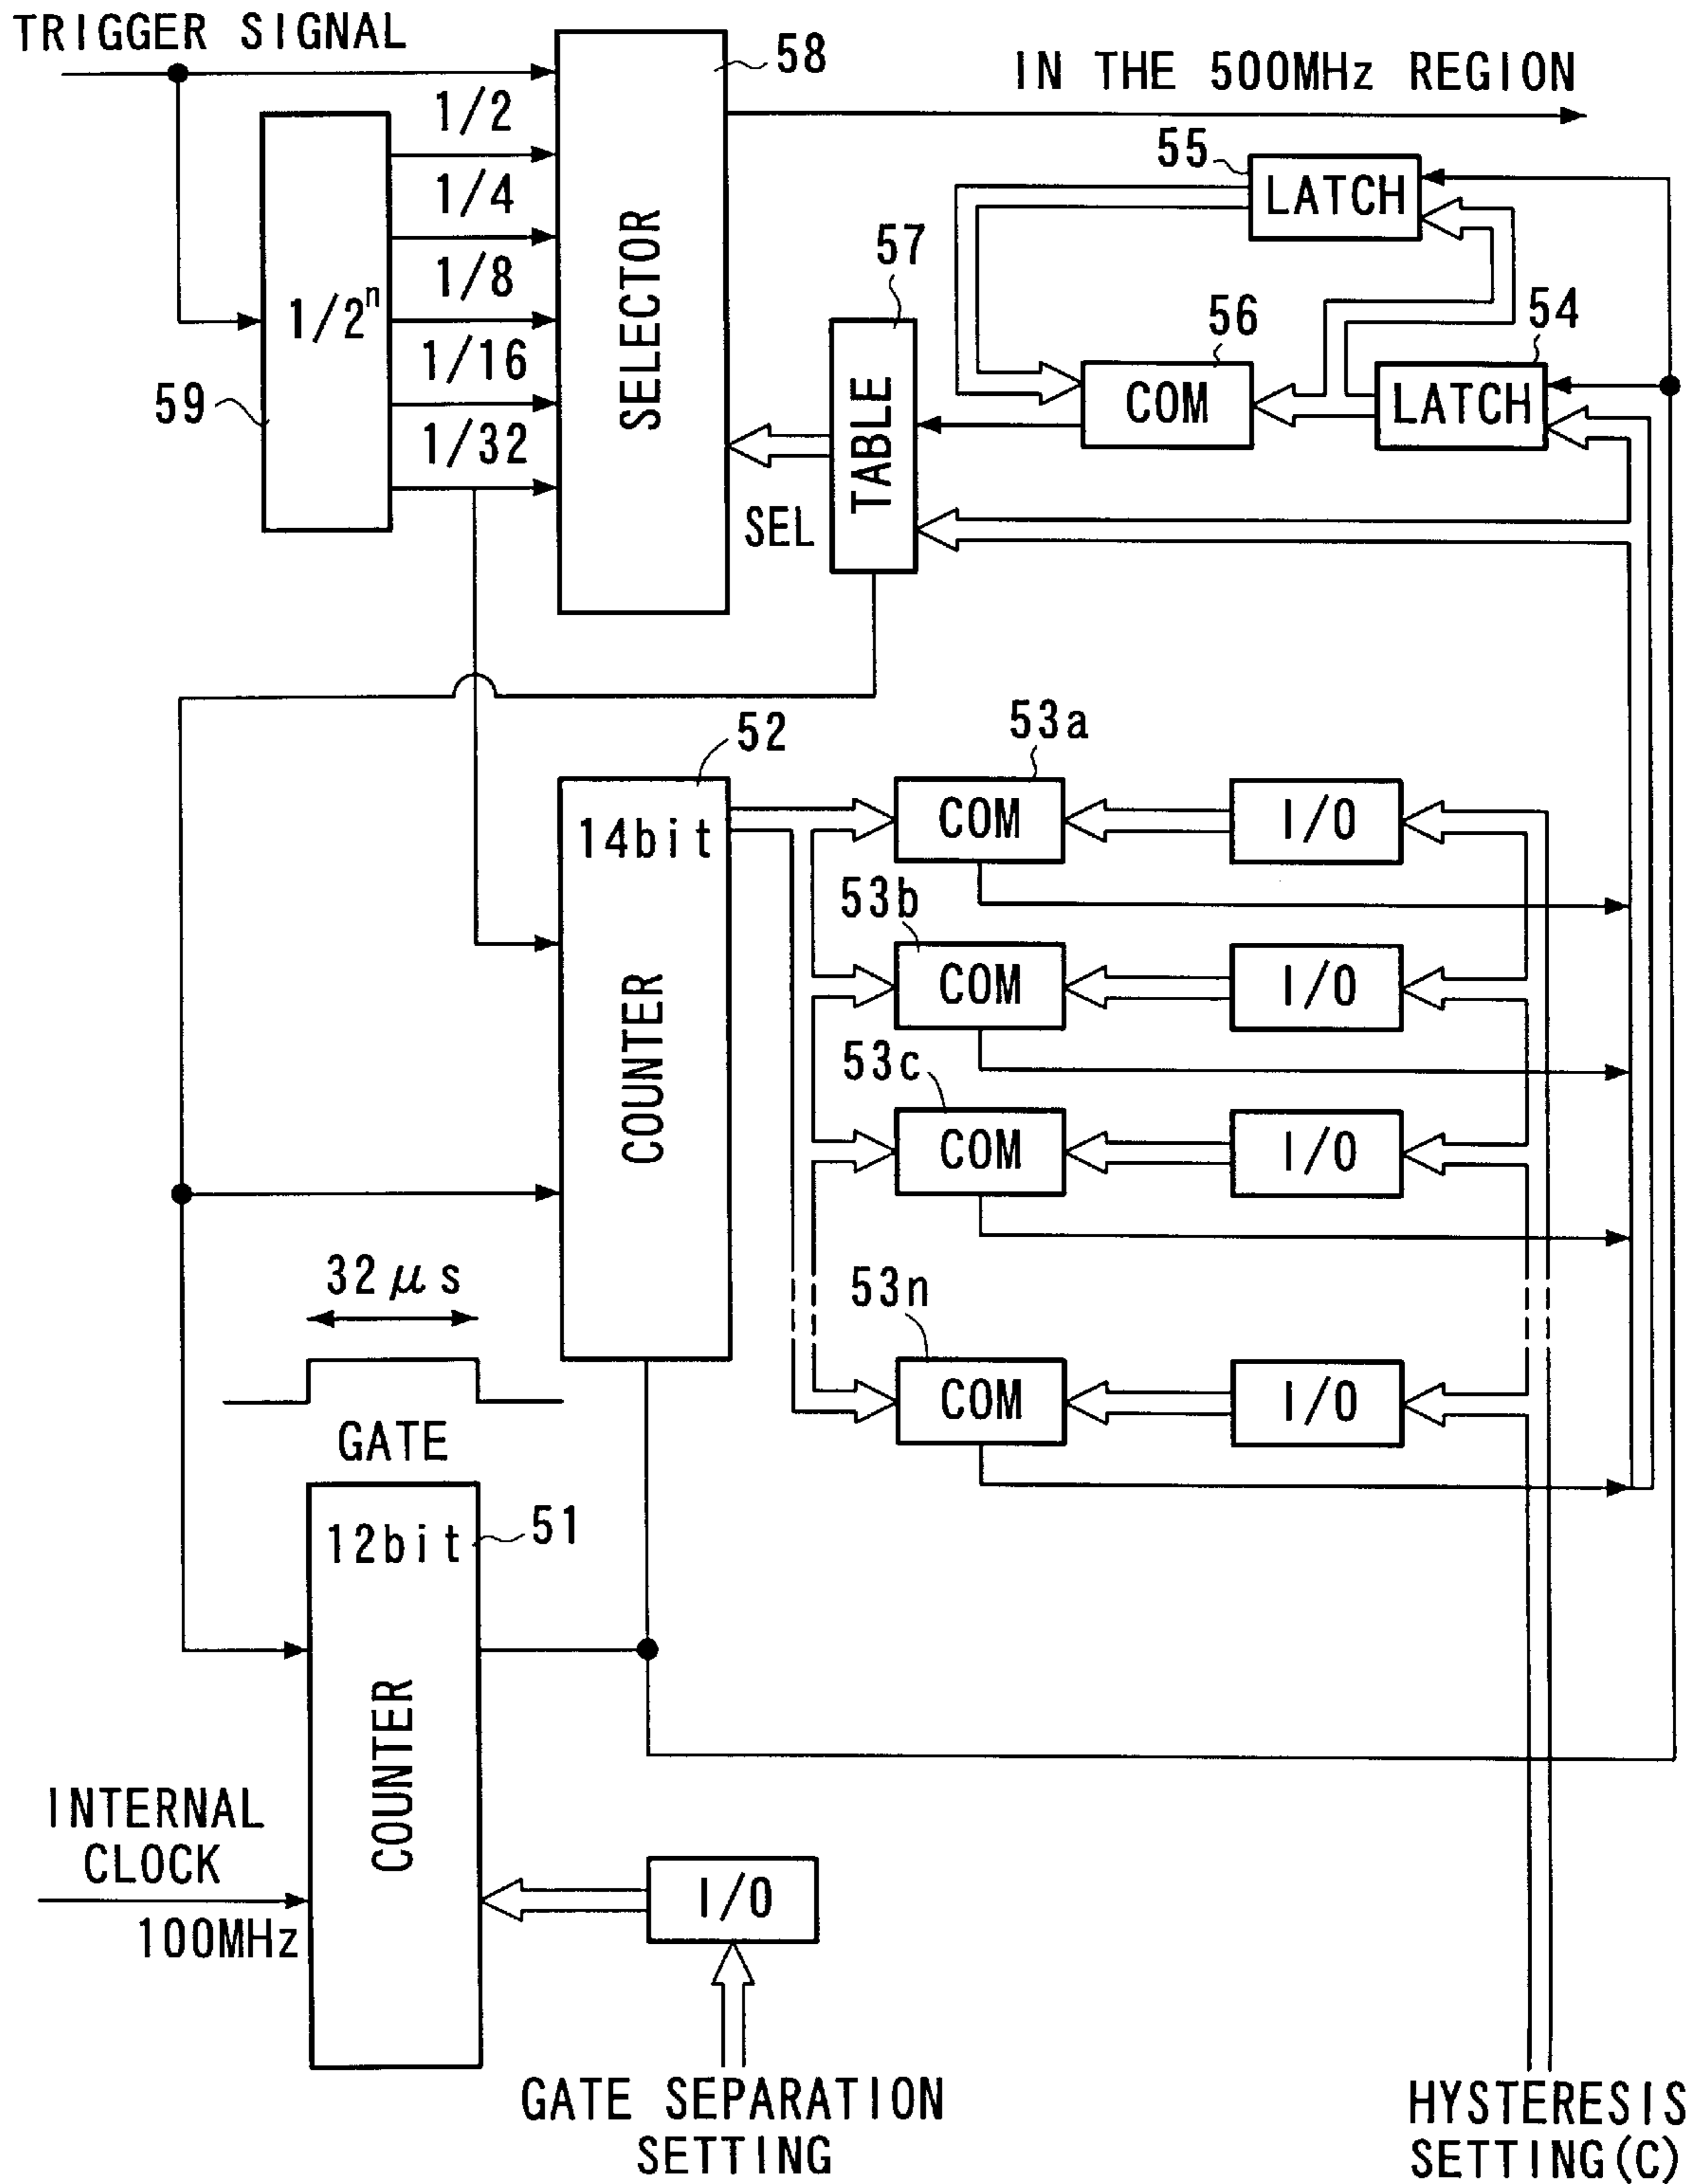 TRIGGER SIGNAL
58
IN THE 500MHz REGION
1/2
1/4
1/8
1/16
1/32
1/2ⁿ
59
SELECTOR
55
LATCH
57
56
54
TABLE
COM
LATCH
SEL
52
14bit
COUNTER
53a
COM
I/O
53b
COM
I/O
53c
COM
I/O
53n
COM
I/O
32μs
GATE
12bit
51
COUNTER
INTERNAL
CLOCK
100MHz
I/O
GATE SEPARATION
SETTING
HYSTERESIS
SETTING(C)